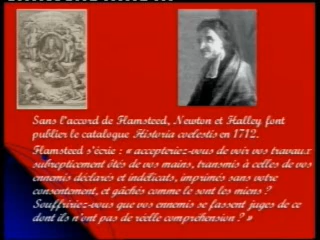 Sans l'accord de Flamsteed, Newton et Halley font
publier le catalogue Historia coelestis en 1712.
Flamsteed s'écrie : « accepteriez-vous de voir vos travaux
subrepticement ôtés de vos mains, transmis à celles de vos
ennemis déclarés et indélicats, imprimés sans votre
consentement, et gâchés comme le sont les miens ?
Souffririez-vous que vos ennemis se fassent juges de ce
dont ils n'ont pas de réelle compréhension ? »